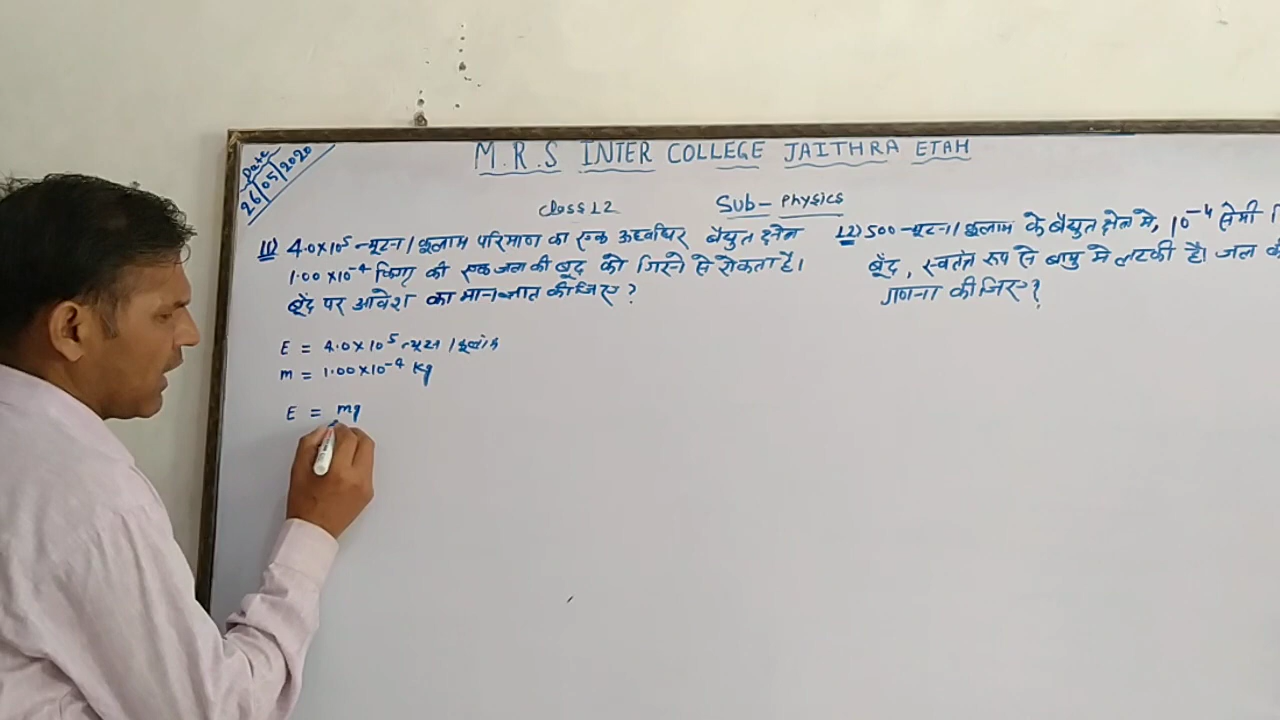 Date
26/05/2020
M.R.S INTER COLLEGE JAITHRA ETAH
Class 12
Sub- Physics
11) 4.0×10⁵ न्यूटन/कूलाम परिमाण का एक ऊर्ध्वाधर वैद्युत क्षेत्र
1.00×10⁻⁴ किग्रा की एक जल की बूंद को गिरने से रोकता है।
बूँद पर आवेश का मान ज्ञात कीजिए?
E = 4.0×10⁵ न्यूटन/कूलॉम
m = 1.00×10⁻⁴ Kg
E = mg
12) 500 न्यूटन/कूलाम के वैद्युत क्षेत्र में, 10⁻⁴ सेमी
बूँद, स्वतंत्र रूप से वायु मे लटकी है। जल की
गणना कीजिए?